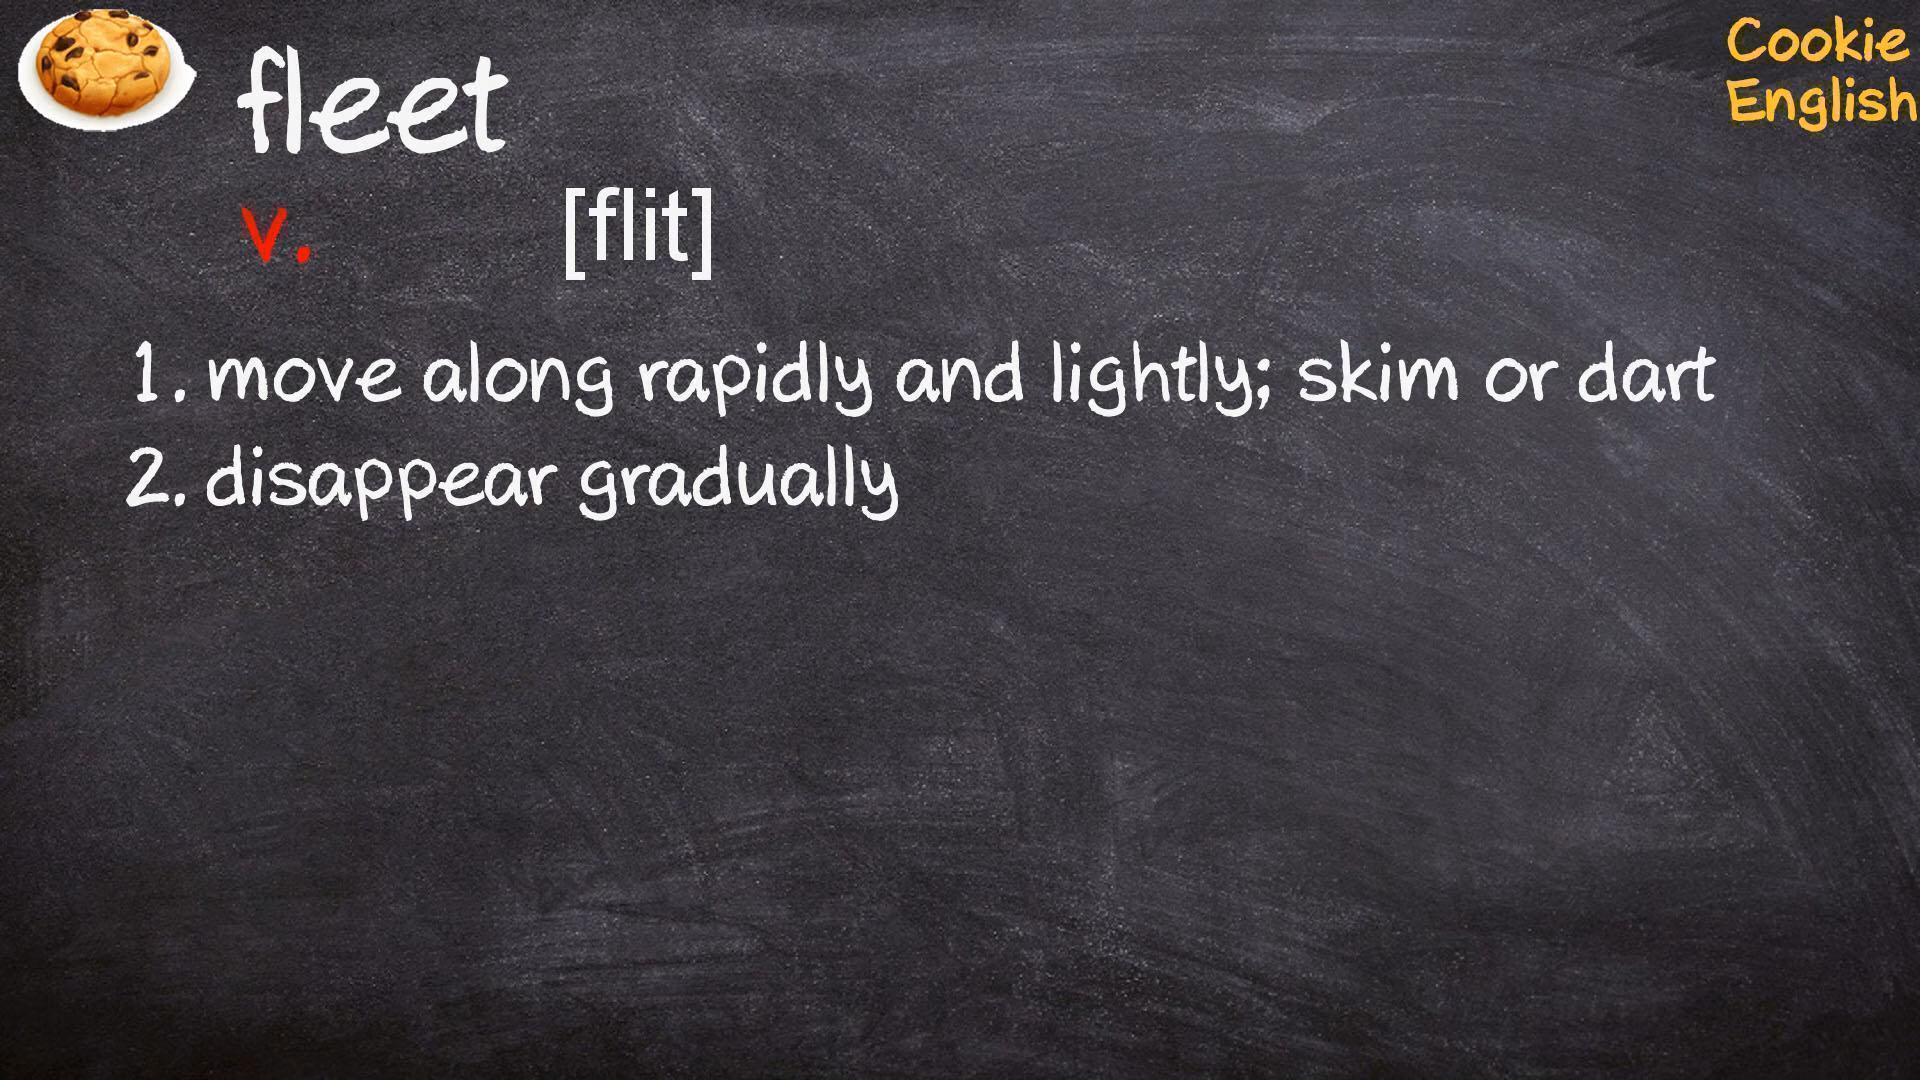 fleet
Cookie
English
v. [flit]
1. move along rapidly and lightly; skim or dart
2. disappear gradually